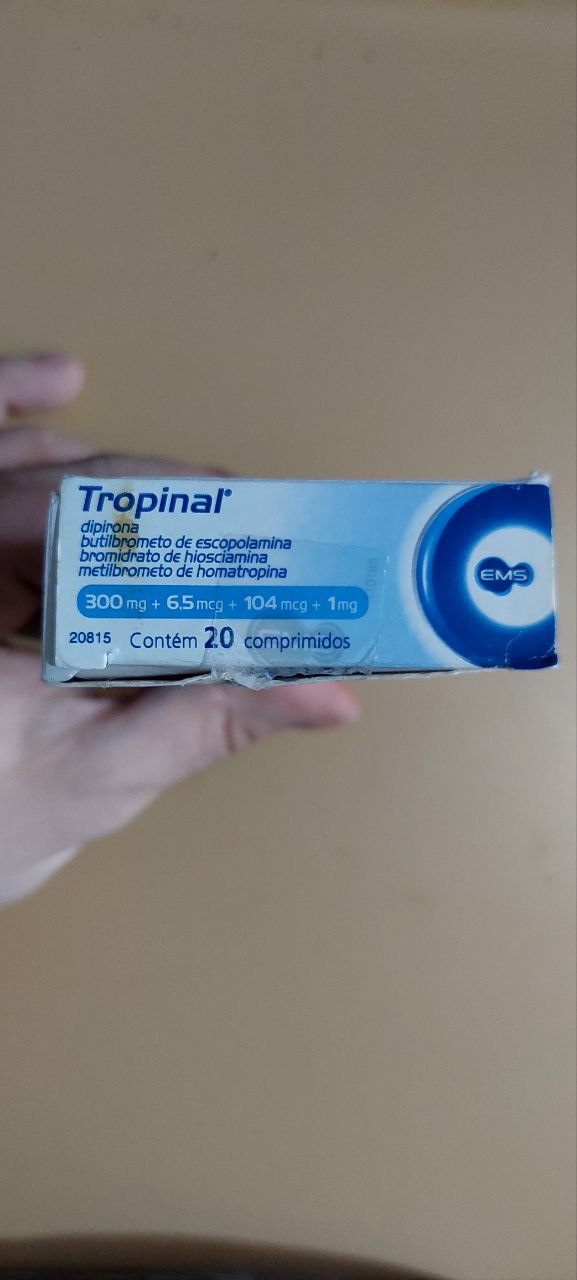 Tropinal®
dipirona
butilbrometo de escopolamina
bromidrato de hiosciamina
metilbrometo de homatropina
300 mg + 6,5 mcg + 104 mcg + 1 mg
20815 Contém 20 comprimidos
EMS